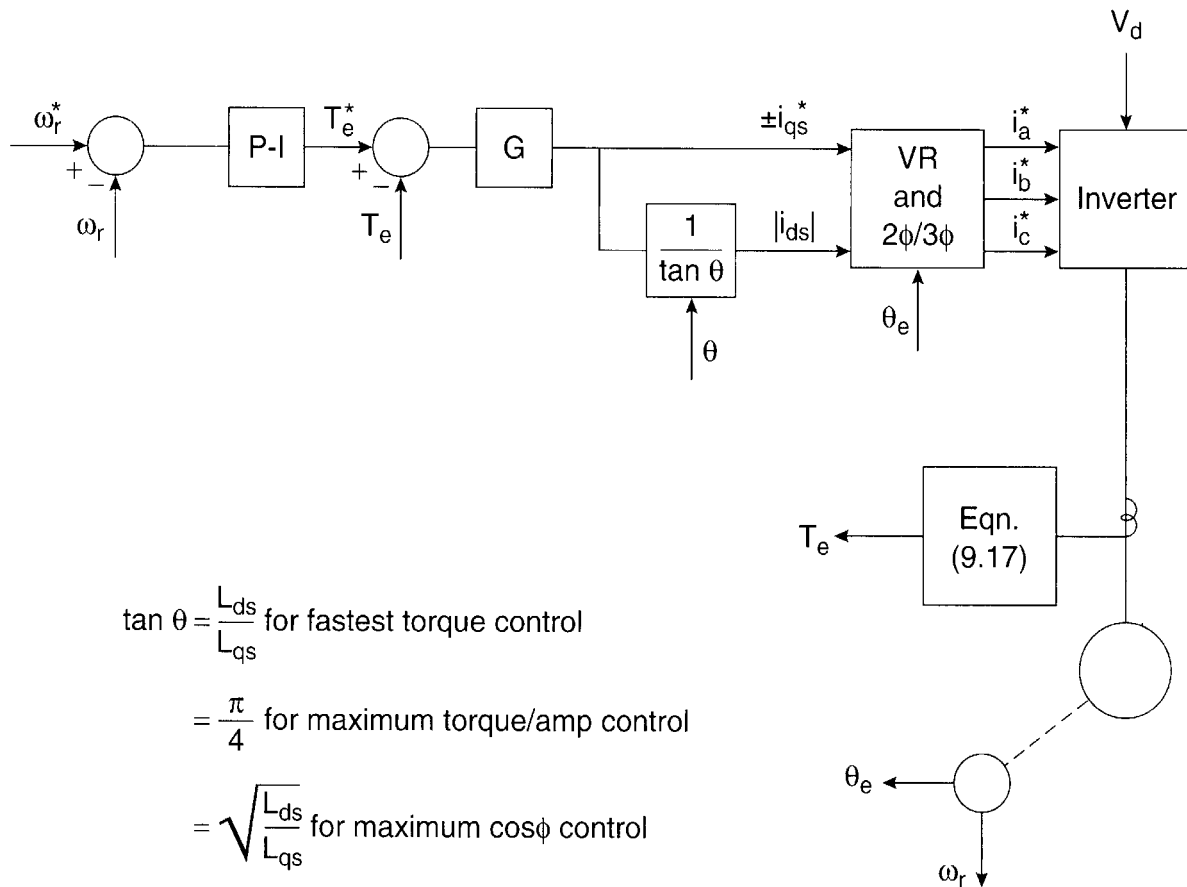 V_d
ω_r^*
+
−
ω_r
P-I
T_e^*
+
−
T_e
G
±i_qs^*
1
tan θ
θ
|i_ds|
VR
and
2ϕ/3ϕ
θ_e
i_a^*
i_b^*
i_c^*
Inverter
T_e
Eqn.
(9.17)
tan θ = L_ds/L_qs for fastest torque control
= π/4 for maximum torque/amp control
= √(L_ds/L_qs) for maximum cosϕ control
θ_e
ω_r